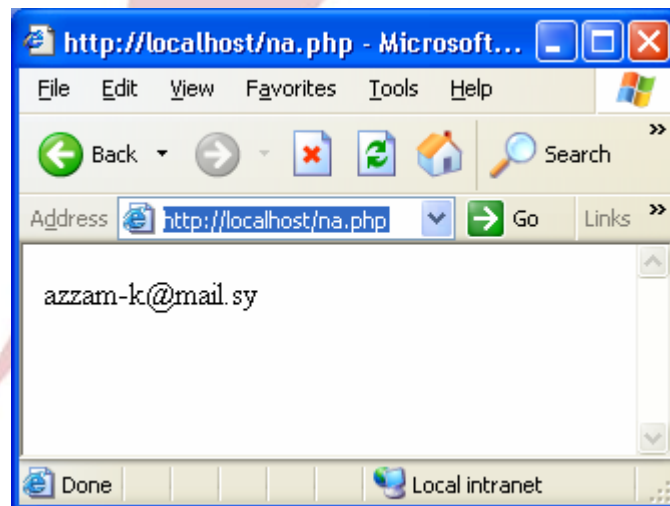 http://localhost/na.php - Microsoft...
File Edit View Favorites Tools Help
Back Search »
Address http://localhost/na.php Go Links »
azzam-k@mail.sy
Done Local intranet